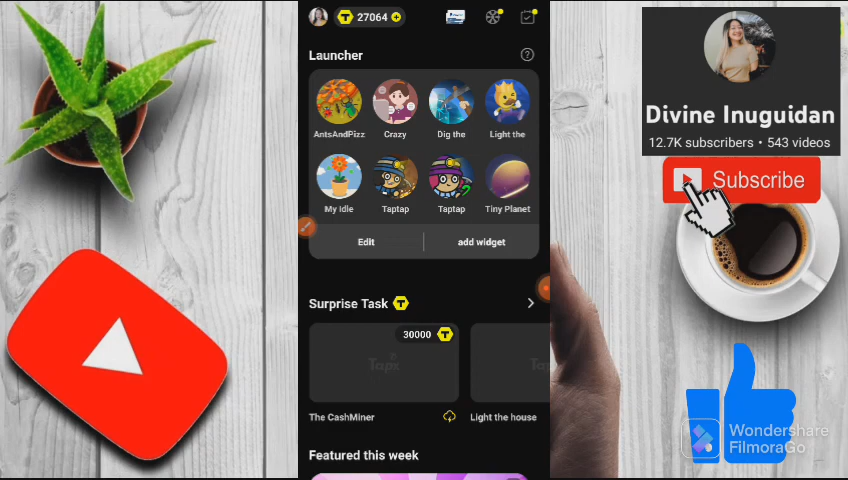 27064
Launcher
AntsAndPizz
Crazy
Dig the
Light the
My Idle
Taptap
Taptap
Tiny Planet
Edit
add widget
Surprise Task
30000
Tapx
The CashMiner
Light the house
Featured this week
Divine Inuguidan
12.7K subscribers • 543 videos
Subscribe
Wondershare
FilmoraGo